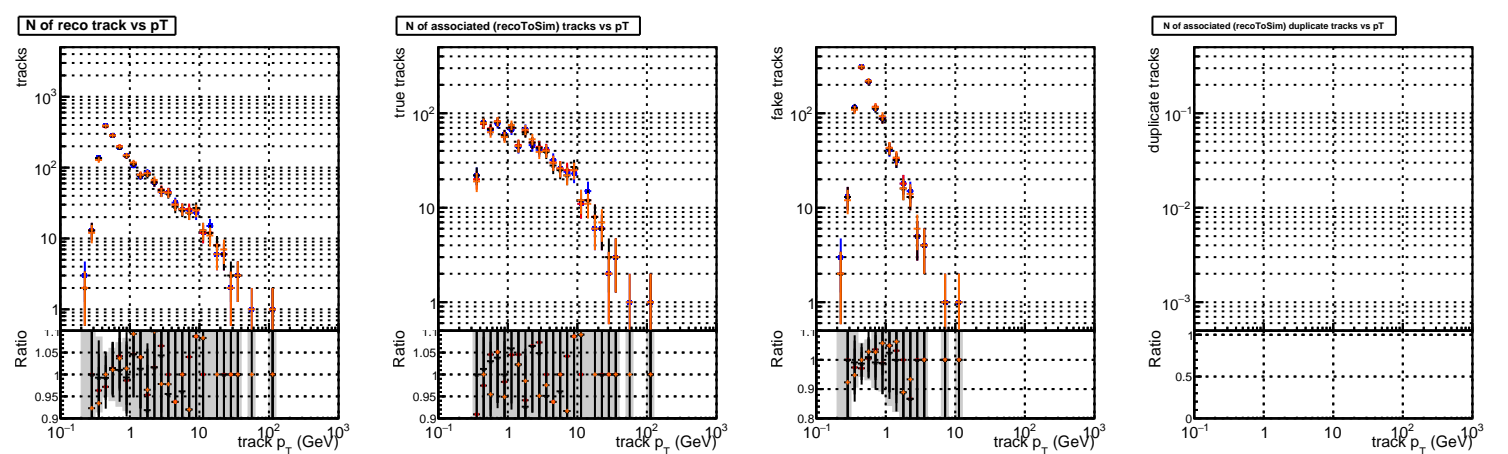 N of reco track vs pT
tracks
10³
10²
10
1
Ratio
1.1
1.05
1
0.95
0.9
10⁻¹ 1 10 10² 10³
track p_T (GeV)
N of associated (recoToSim) tracks vs pT
true tracks
10²
10
1
Ratio
1.1
1.05
1
0.95
0.9
10⁻¹ 1 10 10² 10³
track p_T (GeV)
fake tracks
10²
10
1
Ratio
1
0.9
0.8
10⁻¹ 1 10 10² 10³
track p_T (GeV)
N of associated (recoToSim) duplicate tracks vs pT
duplicate tracks
10⁻¹
10⁻²
10⁻³
Ratio
1
0.5
0
10⁻¹ 1 10 10² 10³
track p_T (GeV)